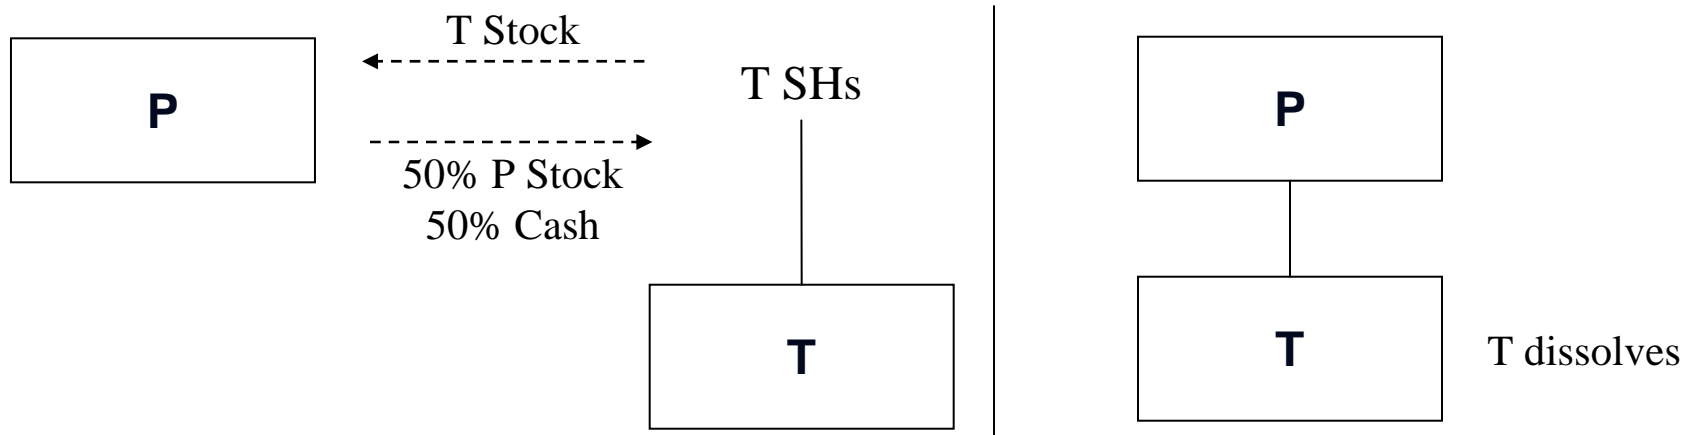 T Stock
P
T SHs
50% P Stock
50% Cash
T
P
T
T dissolves